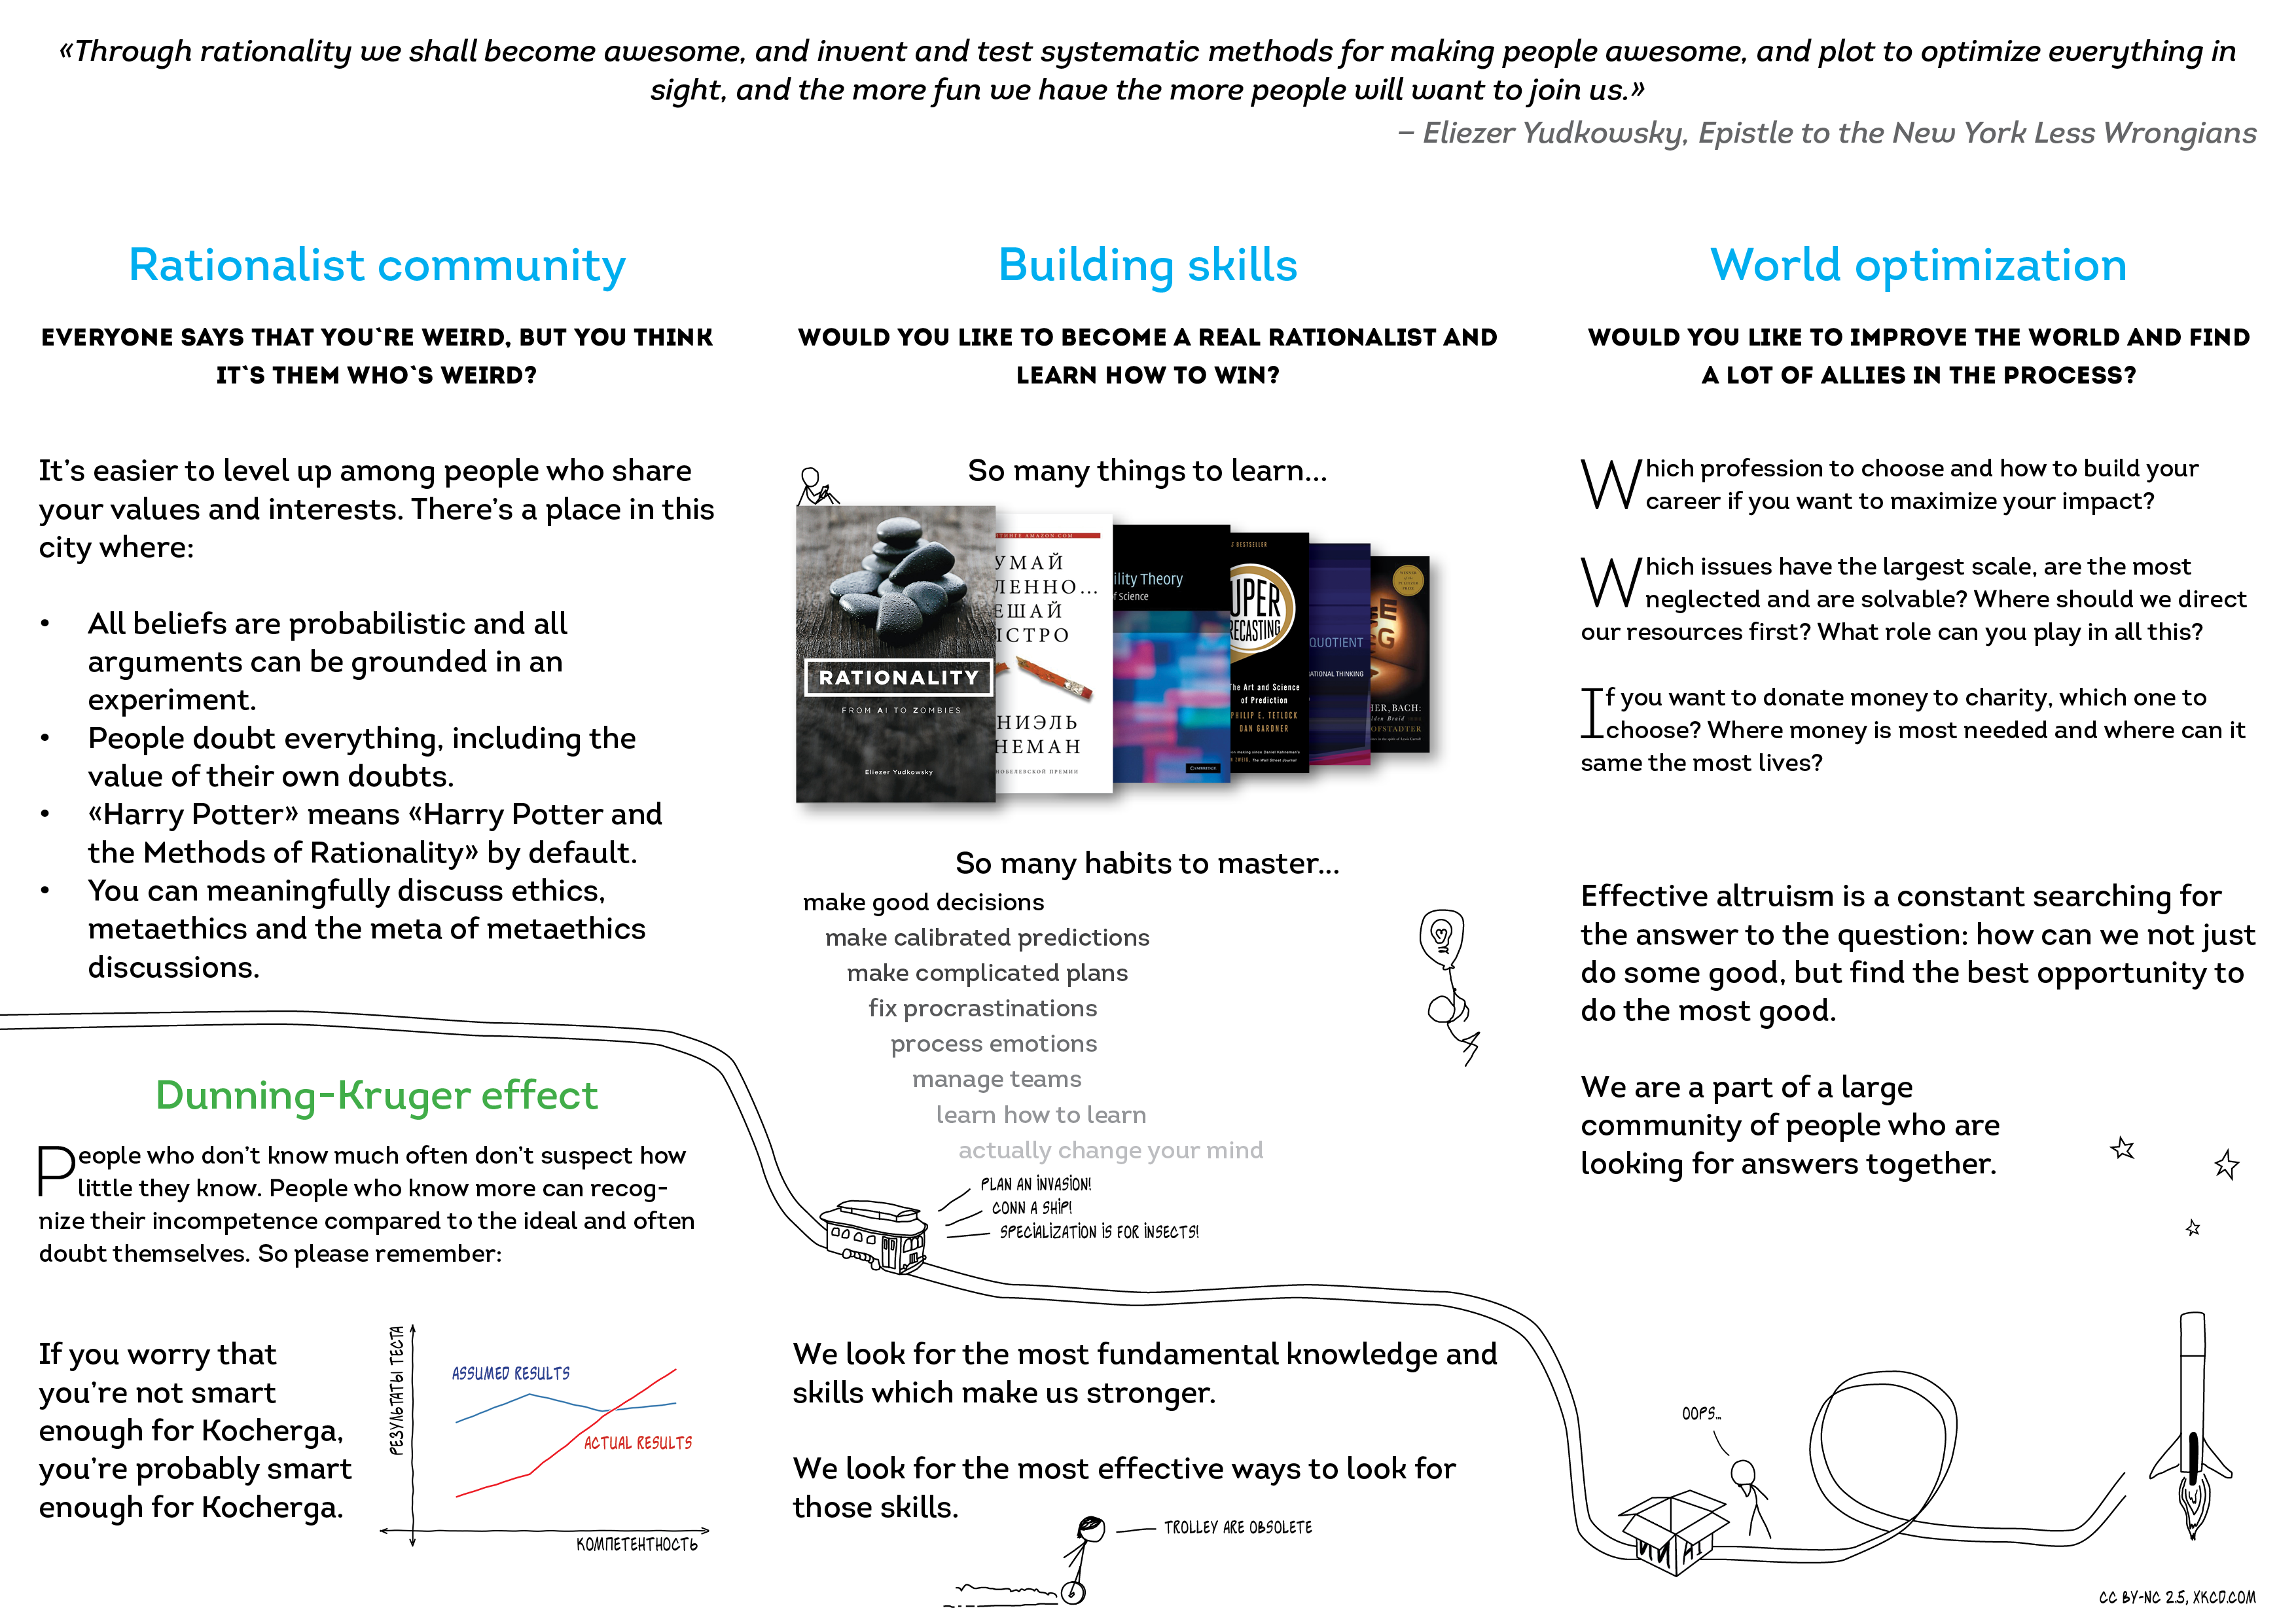 «Through rationality we shall become awesome, and invent and test systematic methods for making people awesome, and plot to optimize everything in
sight, and the more fun we have the more people will want to join us.»
– Eliezer Yudkowsky, Epistle to the New York Less Wrongians
Rationalist community
EVERYONE SAYS THAT YOU`RE WEIRD, BUT YOU THINK
IT`S THEM WHO`S WEIRD?
It's easier to level up among people who share
your values and interests. There's a place in this
city where:
• All beliefs are probabilistic and all
arguments can be grounded in an
experiment.
• People doubt everything, including the
value of their own doubts.
• «Harry Potter» means «Harry Potter and
the Methods of Rationality» by default.
• You can meaningfully discuss ethics,
metaethics and the meta of metaethics
discussions.
Dunning-Kruger effect
People who don't know much often don't suspect how
little they know. People who know more can recog-
nize their incompetence compared to the ideal and often
doubt themselves. So please remember:
If you worry that
you're not smart
enough for Kocherga,
you're probably smart
enough for Kocherga.
РЕЗУЛЬТАТЫ ТЕСТА
ASSUMED RESULTS
ACTUAL RESULTS
КОМПЕТЕНТНОСТЬ
Building skills
WOULD YOU LIKE TO BECOME A REAL RATIONALIST AND
LEARN HOW TO WIN?
So many things to learn...
RATIONALITY
FROM AI TO ZOMBIES
Eliezer Yudkowsky
ТИНГЕ AMAZON.COM
УМАЙ
ЛЕННО...
ЕШАЙ
ІСТРО
НИЭЛЬ
НЕМАН
НОБЕЛЕВСКОЙ ПРЕМИИ
ility Theory
f Science
CAMBRIDGE
BESTSELLER
UPER
RECASTING
The Art and Science
of Prediction
PHILIP E. TETLOCK
DAN GARDNER
QUOTIENT
ATIONAL THINKING
E
G
HER, BACH:
lden Braid
OFSTADTER
So many habits to master...
make good decisions
make calibrated predictions
make complicated plans
fix procrastinations
process emotions
manage teams
learn how to learn
actually change your mind
PLAN AN INVASION!
CONN A SHIP!
SPECIALIZATION IS FOR INSECTS!
We look for the most fundamental knowledge and
skills which make us stronger.
We look for the most effective ways to look for
those skills.
TROLLEY ARE OBSOLETE
World optimization
WOULD YOU LIKE TO IMPROVE THE WORLD AND FIND
A LOT OF ALLIES IN THE PROCESS?
Which profession to choose and how to build your
career if you want to maximize your impact?
Which issues have the largest scale, are the most
neglected and are solvable? Where should we direct
our resources first? What role can you play in all this?
If you want to donate money to charity, which one to
choose? Where money is most needed and where can it
same the most lives?
Effective altruism is a constant searching for
the answer to the question: how can we not just
do some good, but find the best opportunity to
do the most good.
We are a part of a large
community of people who are
looking for answers together.
OOPS...
ИИ AI
CC BY-NC 2.5, XKCD.COM